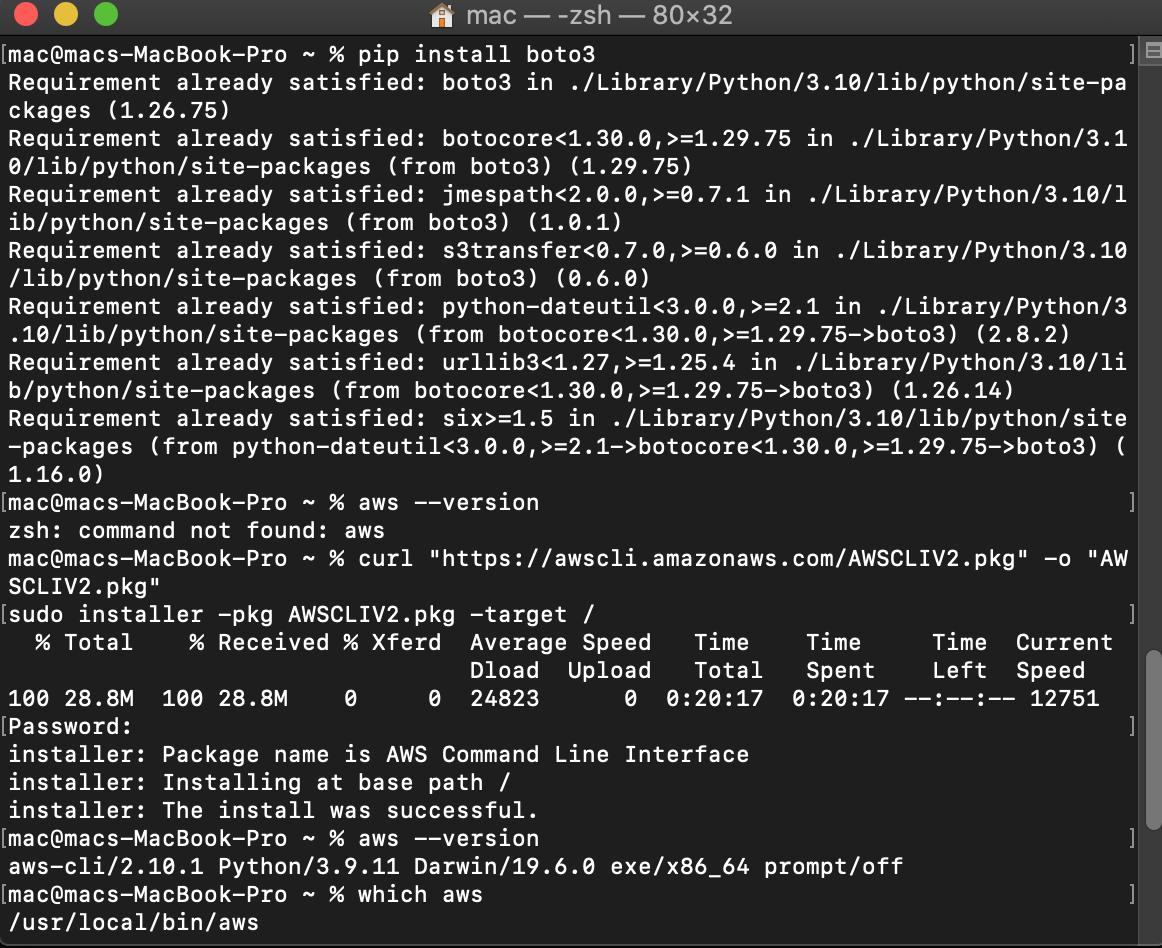 mac — -zsh — 80×32
[mac@macs-MacBook-Pro ~ % pip install boto3 ]
Requirement already satisfied: boto3 in ./Library/Python/3.10/lib/python/site-pa
ckages (1.26.75)
Requirement already satisfied: botocore<1.30.0,>=1.29.75 in ./Library/Python/3.1
0/lib/python/site-packages (from boto3) (1.29.75)
Requirement already satisfied: jmespath<2.0.0,>=0.7.1 in ./Library/Python/3.10/l
ib/python/site-packages (from boto3) (1.0.1)
Requirement already satisfied: s3transfer<0.7.0,>=0.6.0 in ./Library/Python/3.10
/lib/python/site-packages (from boto3) (0.6.0)
Requirement already satisfied: python-dateutil<3.0.0,>=2.1 in ./Library/Python/3
.10/lib/python/site-packages (from botocore<1.30.0,>=1.29.75->boto3) (2.8.2)
Requirement already satisfied: urllib3<1.27,>=1.25.4 in ./Library/Python/3.10/li
b/python/site-packages (from botocore<1.30.0,>=1.29.75->boto3) (1.26.14)
Requirement already satisfied: six>=1.5 in ./Library/Python/3.10/lib/python/site
-packages (from python-dateutil<3.0.0,>=2.1->botocore<1.30.0,>=1.29.75->boto3) (
1.16.0)
[mac@macs-MacBook-Pro ~ % aws --version ]
zsh: command not found: aws
mac@macs-MacBook-Pro ~ % curl "https://awscli.amazonaws.com/AWSCLIV2.pkg" -o "AW
SCLIV2.pkg"
[sudo installer -pkg AWSCLIV2.pkg -target / ]
  % Total    % Received % Xferd  Average Speed   Time    Time     Time  Current
                                 Dload  Upload   Total   Spent    Left  Speed
100 28.8M  100 28.8M    0     0  24823      0  0:20:17  0:20:17 --:--:-- 12751
[Password: ]
installer: Package name is AWS Command Line Interface
installer: Installing at base path /
installer: The install was successful.
[mac@macs-MacBook-Pro ~ % aws --version ]
aws-cli/2.10.1 Python/3.9.11 Darwin/19.6.0 exe/x86_64 prompt/off
[mac@macs-MacBook-Pro ~ % which aws ]
/usr/local/bin/aws